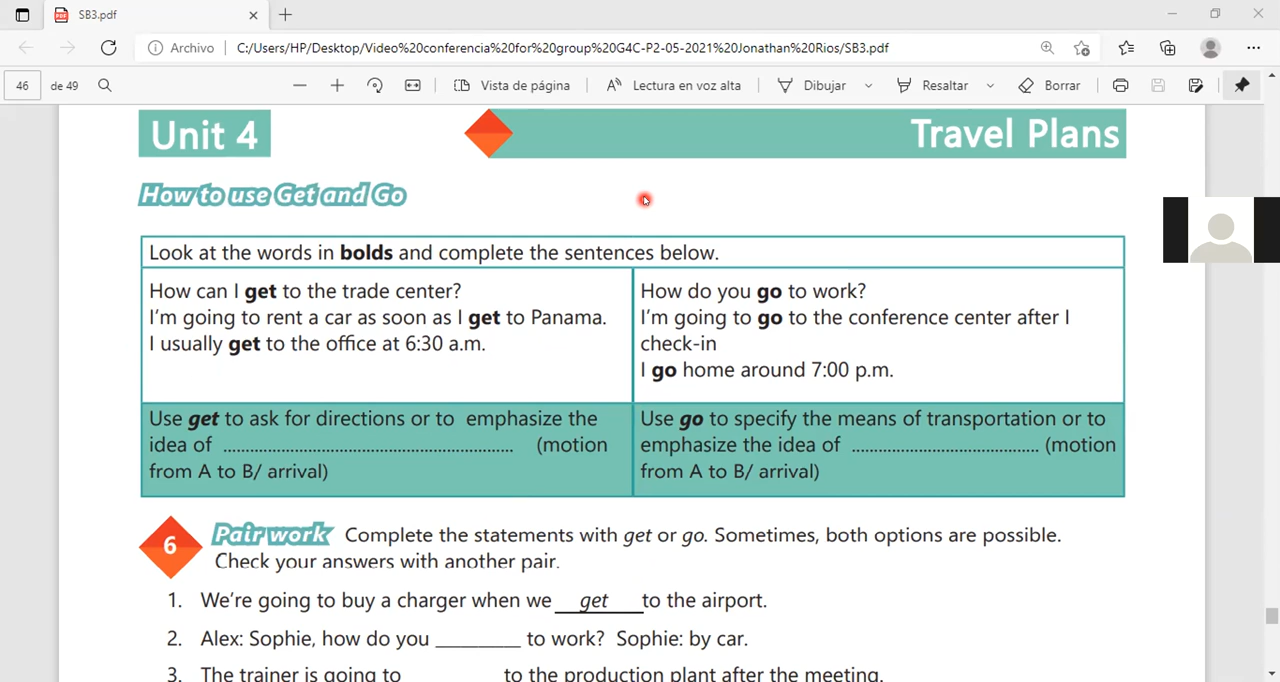 SB3.pdf
Archivo
C:/Users/HP/Desktop/Video%20conferencia%20for%20group%20G4C-P2-05-2021%20Jonathan%20Rios/SB3.pdf
46 de 49
Vista de página
Lectura en voz alta
Dibujar
Resaltar
Borrar
Unit 4
Travel Plans
How to use Get and Go
Look at the words in bolds and complete the sentences below.
How can I get to the trade center?
I'm going to rent a car as soon as I get to Panama.
I usually get to the office at 6:30 a.m.
How do you go to work?
I'm going to go to the conference center after I
check-in
I go home around 7:00 p.m.
Use get to ask for directions or to emphasize the
idea of .................................................... (motion
from A to B/ arrival)
Use go to specify the means of transportation or to
emphasize the idea of .................................. (motion
from A to B/ arrival)
6
Pair work Complete the statements with get or go. Sometimes, both options are possible.
Check your answers with another pair.
1. We're going to buy a charger when we get to the airport.
2. Alex: Sophie, how do you ________ to work? Sophie: by car.
3. The trainer is going to ________ to the production plant after the meeting.